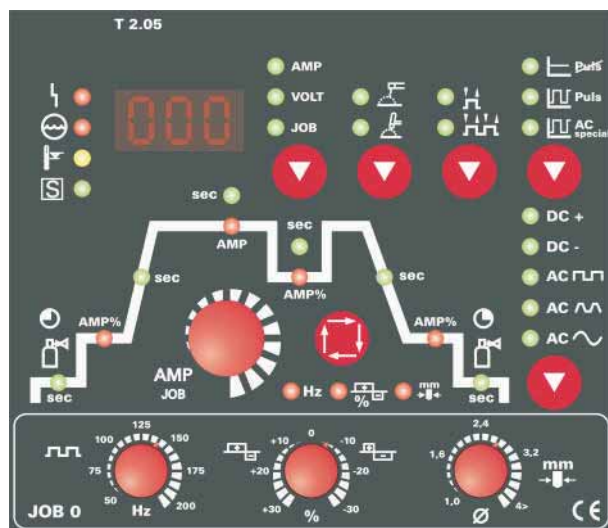 T 2.05
000
AMP
VOLT
JOB
Puls
Puls
AC special
S
sec
AMP
sec
AMP%
sec
sec
AMP%
AMP%
sec
sec
AMP
JOB
DC +
DC -
AC
AC
AC
Hz
%
mm
50
75
100
125
150
175
200
Hz
JOB 0
+30
+20
+10
0
-10
-20
-30
%
1,0
1,6
2,4
3,2
4>
Ø
mm
CE